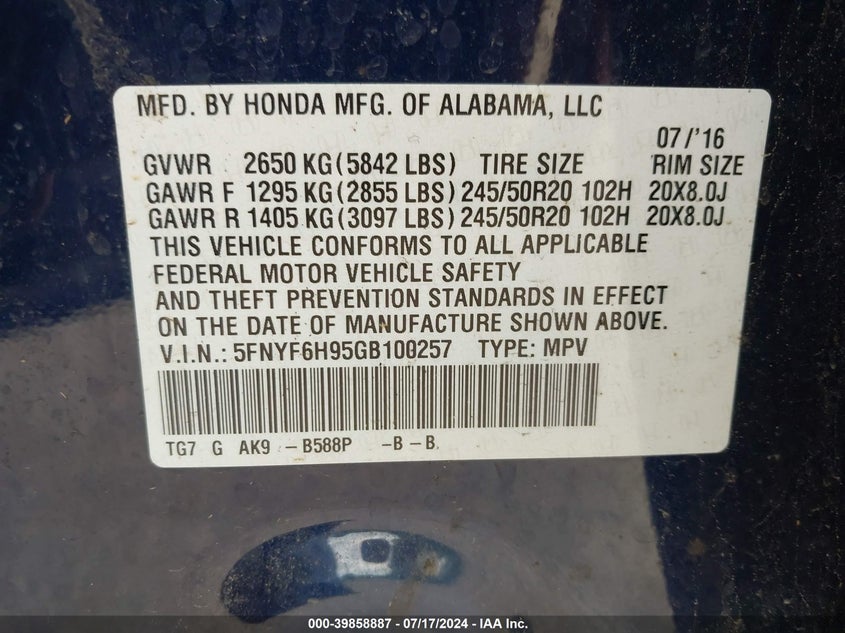 MFD. BY HONDA MFG. OF ALABAMA, LLC
07/'16
GVWR 2650 KG(5842 LBS) TIRE SIZE RIM SIZE
GAWR F 1295 KG(2855 LBS) 245/50R20 102H 20X8.0J
GAWR R 1405 KG(3097 LBS) 245/50R20 102H 20X8.0J
THIS VEHICLE CONFORMS TO ALL APPLICABLE
FEDERAL MOTOR VEHICLE SAFETY
AND THEFT PREVENTION STANDARDS IN EFFECT
ON THE DATE OF MANUFACTURE SHOWN ABOVE.
V.I.N.: 5FNYF6H95GB100257 TYPE: MPV
TG7 G AK9 –B588P –B–B
000-39858887 - 07/17/2024 - IAA Inc.